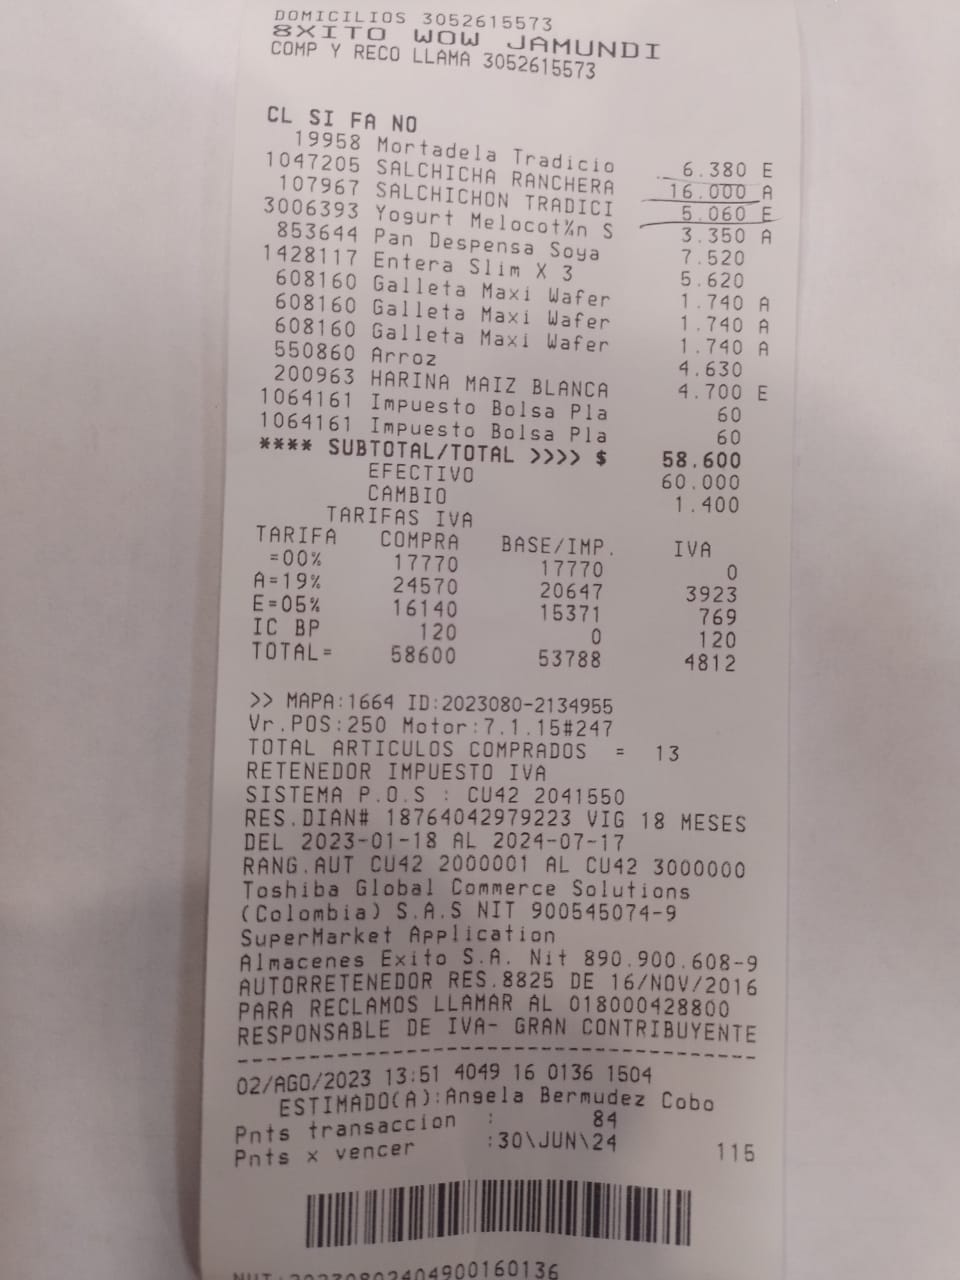 DOMICILIOS 3052615573
8XITO WOW JAMUNDI
COMP Y RECO LLAMA 3052615573
CL SI FA NO
19958 Mortadela Tradicio 6.380 E
1047205 SALCHICHA RANCHERA 16.000 A
107967 SALCHICHON TRADICI 5.060 E
3006393 Yogurt Melocot%n S 3.350 A
853644 Pan Despensa Soya 7.520
1428117 Entera Slim X 3 5.620
608160 Galleta Maxi Wafer 1.740 A
608160 Galleta Maxi Wafer 1.740 A
608160 Galleta Maxi Wafer 1.740 A
550860 Arroz 4.630
200963 HARINA MAIZ BLANCA 4.700 E
1064161 Impuesto Bolsa Pla 60
1064161 Impuesto Bolsa Pla 60
**** SUBTOTAL/TOTAL >>>> $ 58.600
EFECTIVO 60.000
CAMBIO 1.400
TARIFAS IVA
TARIFA COMPRA BASE/IMP. IVA
=00% 17770 17770 0
A=19% 24570 20647 3923
E=05% 16140 15371 769
IC BP 120 0 120
TOTAL= 58600 53788 4812
>> MAPA:1664 ID:2023080-2134955
Vr.POS:250 Motor:7.1.15#247
TOTAL ARTICULOS COMPRADOS = 13
RETENEDOR IMPUESTO IVA
SISTEMA P.O.S : CU42 2041550
RES.DIAN# 18764042979223 VIG 18 MESES
DEL 2023-01-18 AL 2024-07-17
RANG.AUT CU42 2000001 AL CU42 3000000
Toshiba Global Commerce Solutions
(Colombia) S.A.S NIT 900545074-9
SuperMarket Application
Almacenes Exito S.A. Nit 890.900.608-9
AUTORRETENEDOR RES.8825 DE 16/NOV/2016
PARA RECLAMOS LLAMAR AL 018000428800
RESPONSABLE DE IVA- GRAN CONTRIBUYENTE
--------------------------------------
02/AGO/2023 13:51 4049 16 0136 1504
ESTIMADO(A):Angela Bermudez Cobo
Pnts transaccion : 84
Pnts x vencer :30\JUN\24 115
NUT:20230802404900160136